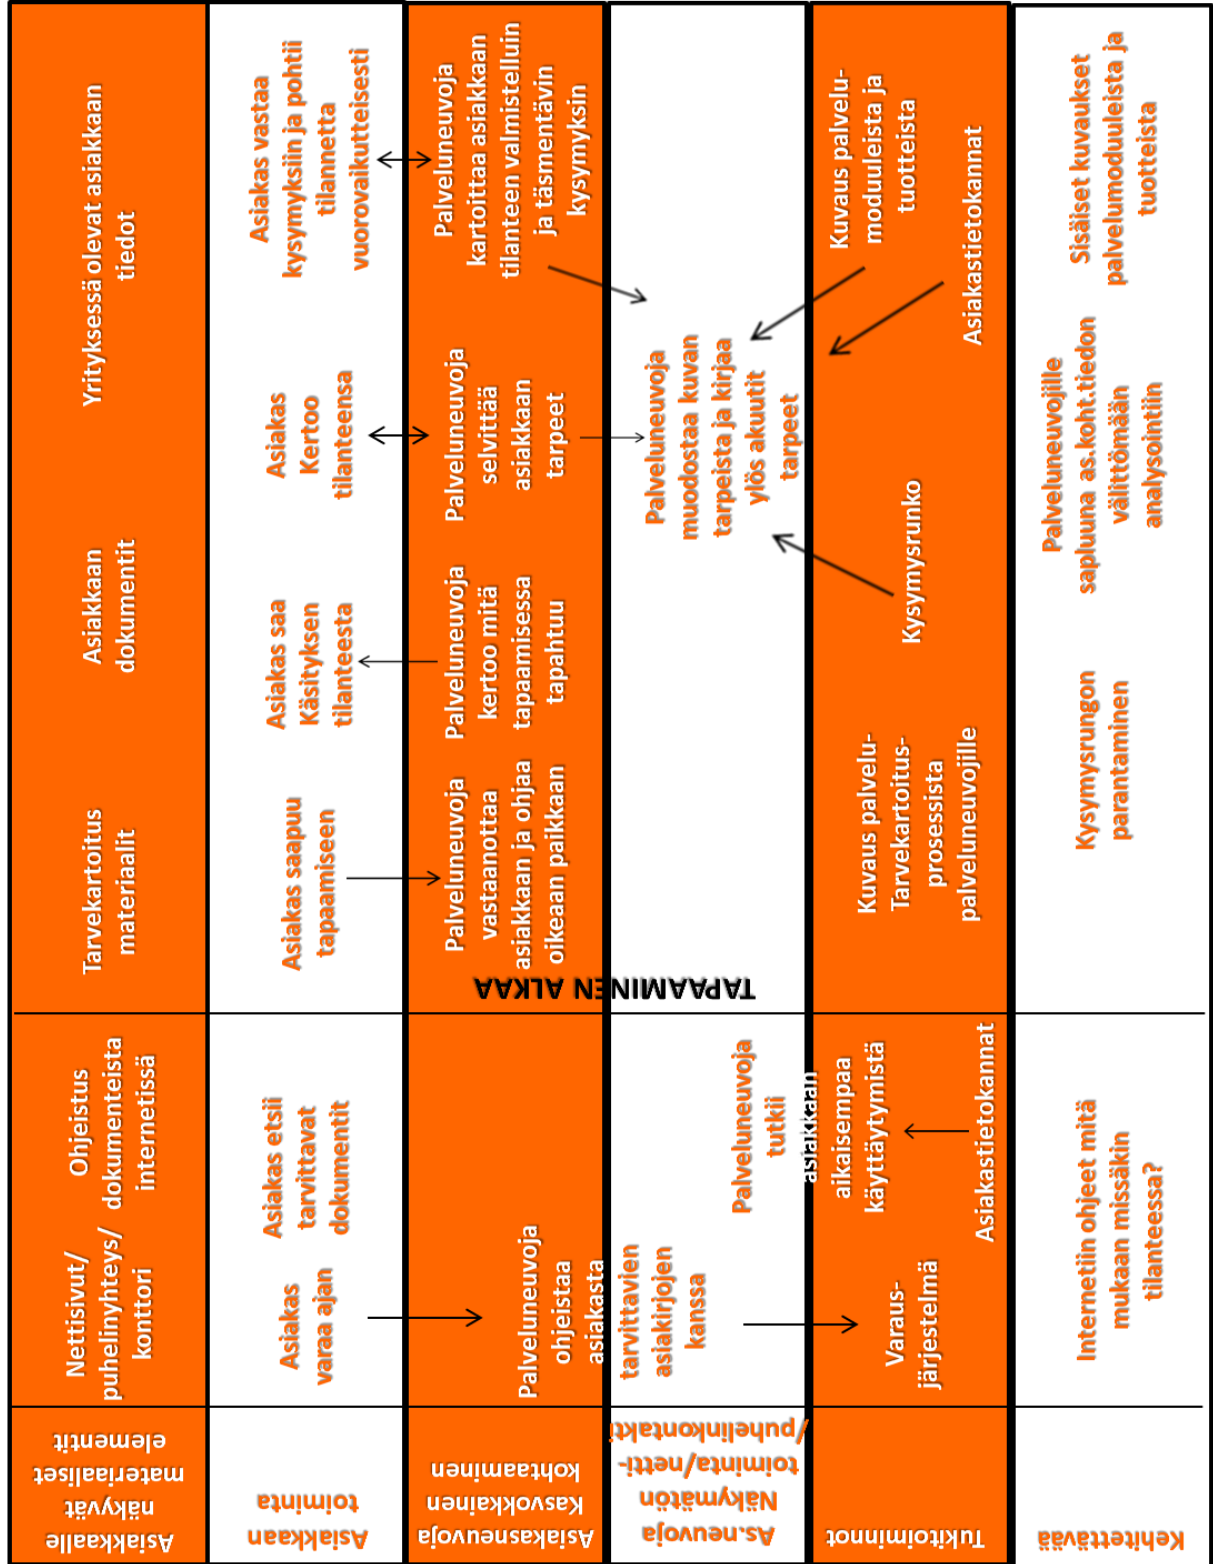 Asiakkaalle
näkyvät
materiaaliset
elementit
Nettisivut/
puhelinyhteys/
konttori
Ohjeistus
dokumenteista
internetissä
Tarvekartoitus
materiaalit
Asiakkaan
dokumentit
Yrityksessä olevat asiakkaan
tiedot
Asiakkaan
toiminta
Asiakas
varaa ajan
Asiakas etsii
tarvittavat
dokumentit
Asiakas saapuu
tapaamiseen
Asiakas saa
Käsityksen
tilanteesta
Asiakas
Kertoo
tilanteensa
Asiakas vastaa
kysymyksiin ja pohtii
tilannetta
vuorovaikutteisesti
Asiakasneuvoja
Kasvokkainen
kohtaaminen
Palveluneuvoja
ohjeistaa
asiakasta
tarvittavien
asiakirjojen
kanssa
TAPAAMINEN ALKAA
Palveluneuvoja
vastaanottaa
asiakkaan ja ohjaa
oikeaan paikkaan
Palveluneuvoja
kertoo mitä
tapaamisessa
tapahtuu
Palveluneuvoja
selvittää
asiakkaan
tarpeet
Palveluneuvoja
kartoittaa asiakkaan
tilanteen valmistelluin
ja täsmentävin
kysymyksin
As.neuvoja
Näkymätön
toiminta/netti-
/puhelinkontakti
Palveluneuvoja
tutkii
asiakkaan
aikaisempaa
käyttäytymistä
Palveluneuvoja
muodostaa kuvan
tarpeista ja kirjaa
ylös akuutit
tarpeet
Tukitoiminnot
Varaus-
järjestelmä
Asiakastietokannat
Kuvaus palvelu-
Tarvekartoitus-
prosessista
palveluneuvojille
Kysymysrunko
Kuvaus palvelu-
moduuleista ja
tuotteista
Asiakastietokannat
Kehitettävää
Internetiin ohjeet mitä
mukaan missäkin
tilanteessa?
Kysymysrungon
parantaminen
Palveluneuvojille
sapluuna as.koht.tiedon
välittömään
analysointiin
Sisäiset kuvaukset
palvelumoduuleista ja
tuotteista